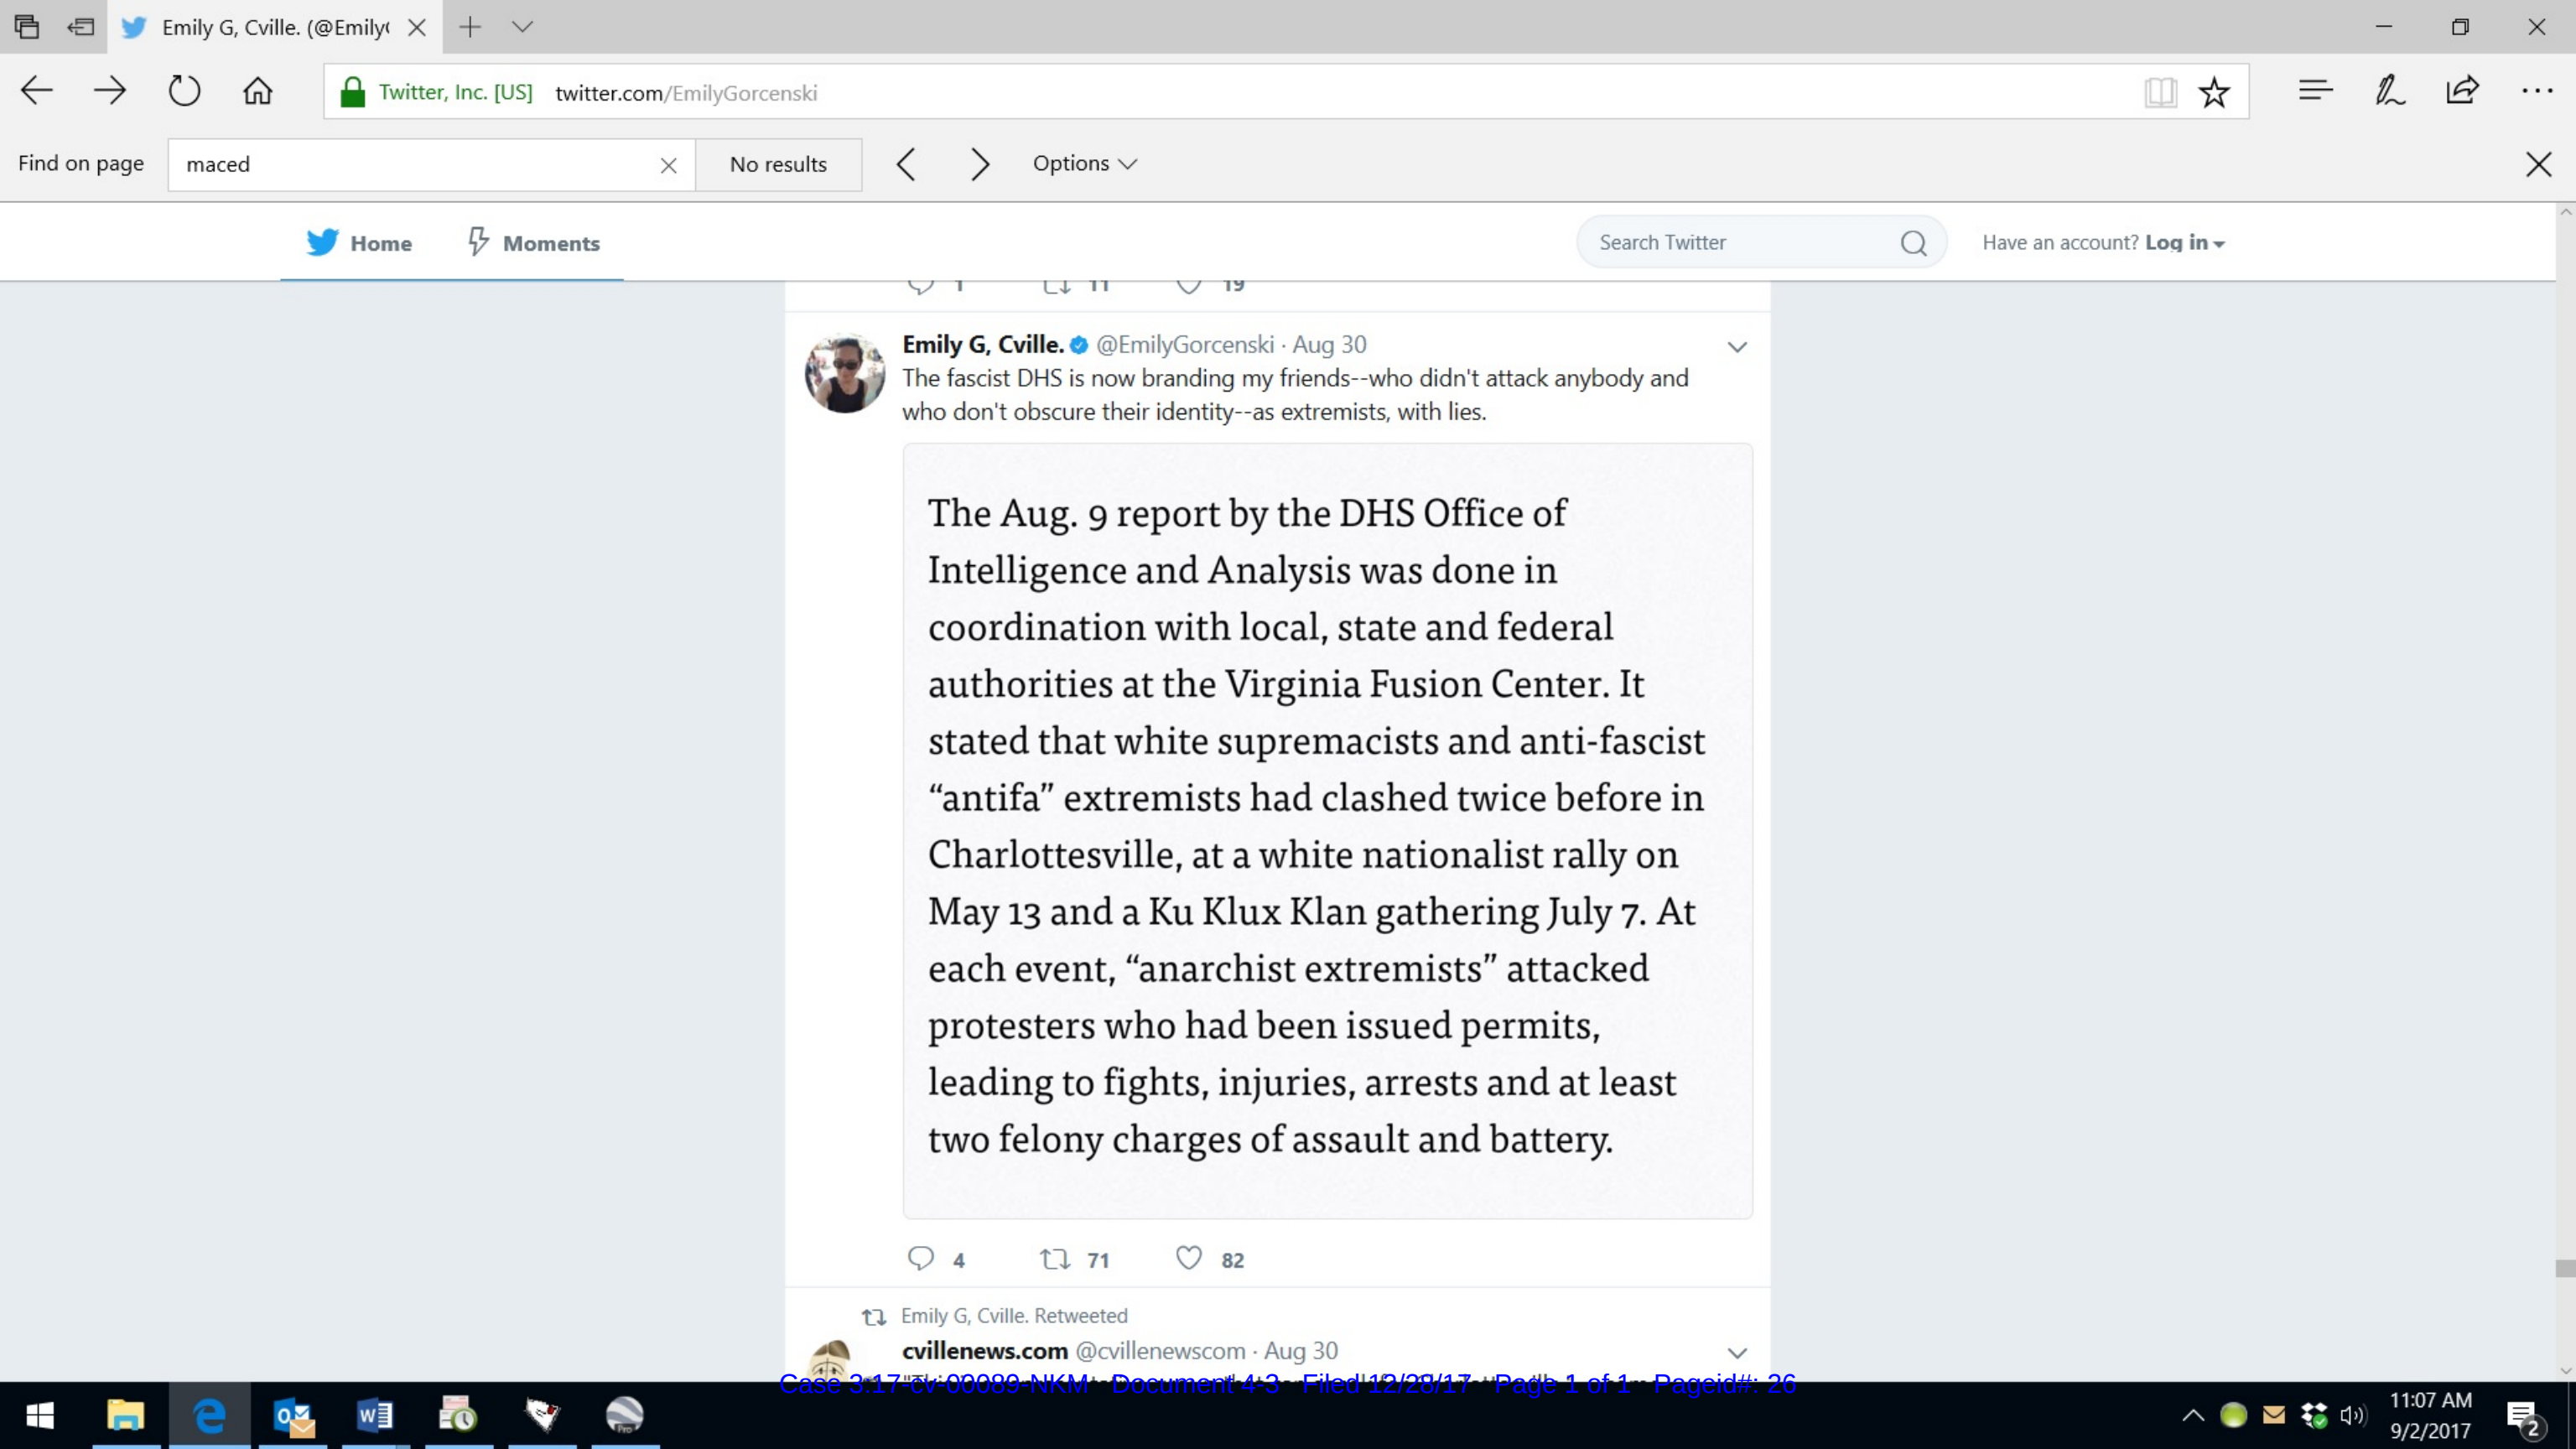 Emily G, Cville. (@Emily
Twitter, Inc. [US] twitter.com/EmilyGorcenski
Find on page maced No results Options
Home Moments Search Twitter Have an account? Log in
1 11 19
Emily G, Cville. @EmilyGorcenski · Aug 30
The fascist DHS is now branding my friends--who didn't attack anybody and
who don't obscure their identity--as extremists, with lies.
The Aug. 9 report by the DHS Office of
Intelligence and Analysis was done in
coordination with local, state and federal
authorities at the Virginia Fusion Center. It
stated that white supremacists and anti-fascist
“antifa” extremists had clashed twice before in
Charlottesville, at a white nationalist rally on
May 13 and a Ku Klux Klan gathering July 7. At
each event, “anarchist extremists” attacked
protesters who had been issued permits,
leading to fights, injuries, arrests and at least
two felony charges of assault and battery.
4 71 82
Emily G, Cville. Retweeted
cvillenews.com @cvillenewscom · Aug 30
Case 3:17-cv-00089-NKM Document 4-3 Filed 12/28/17 Page 1 of 1 Pageid#: 26
11:07 AM
9/2/2017
2